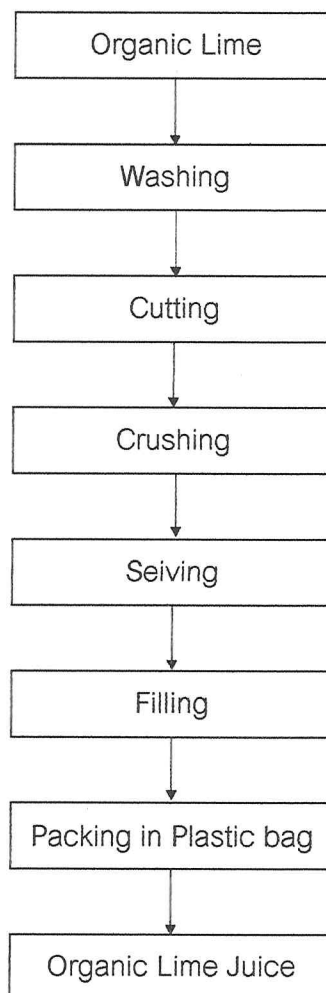 Organic Lime
Washing
Cutting
Crushing
Seiving
Filling
Packing in Plastic bag
Organic Lime Juice